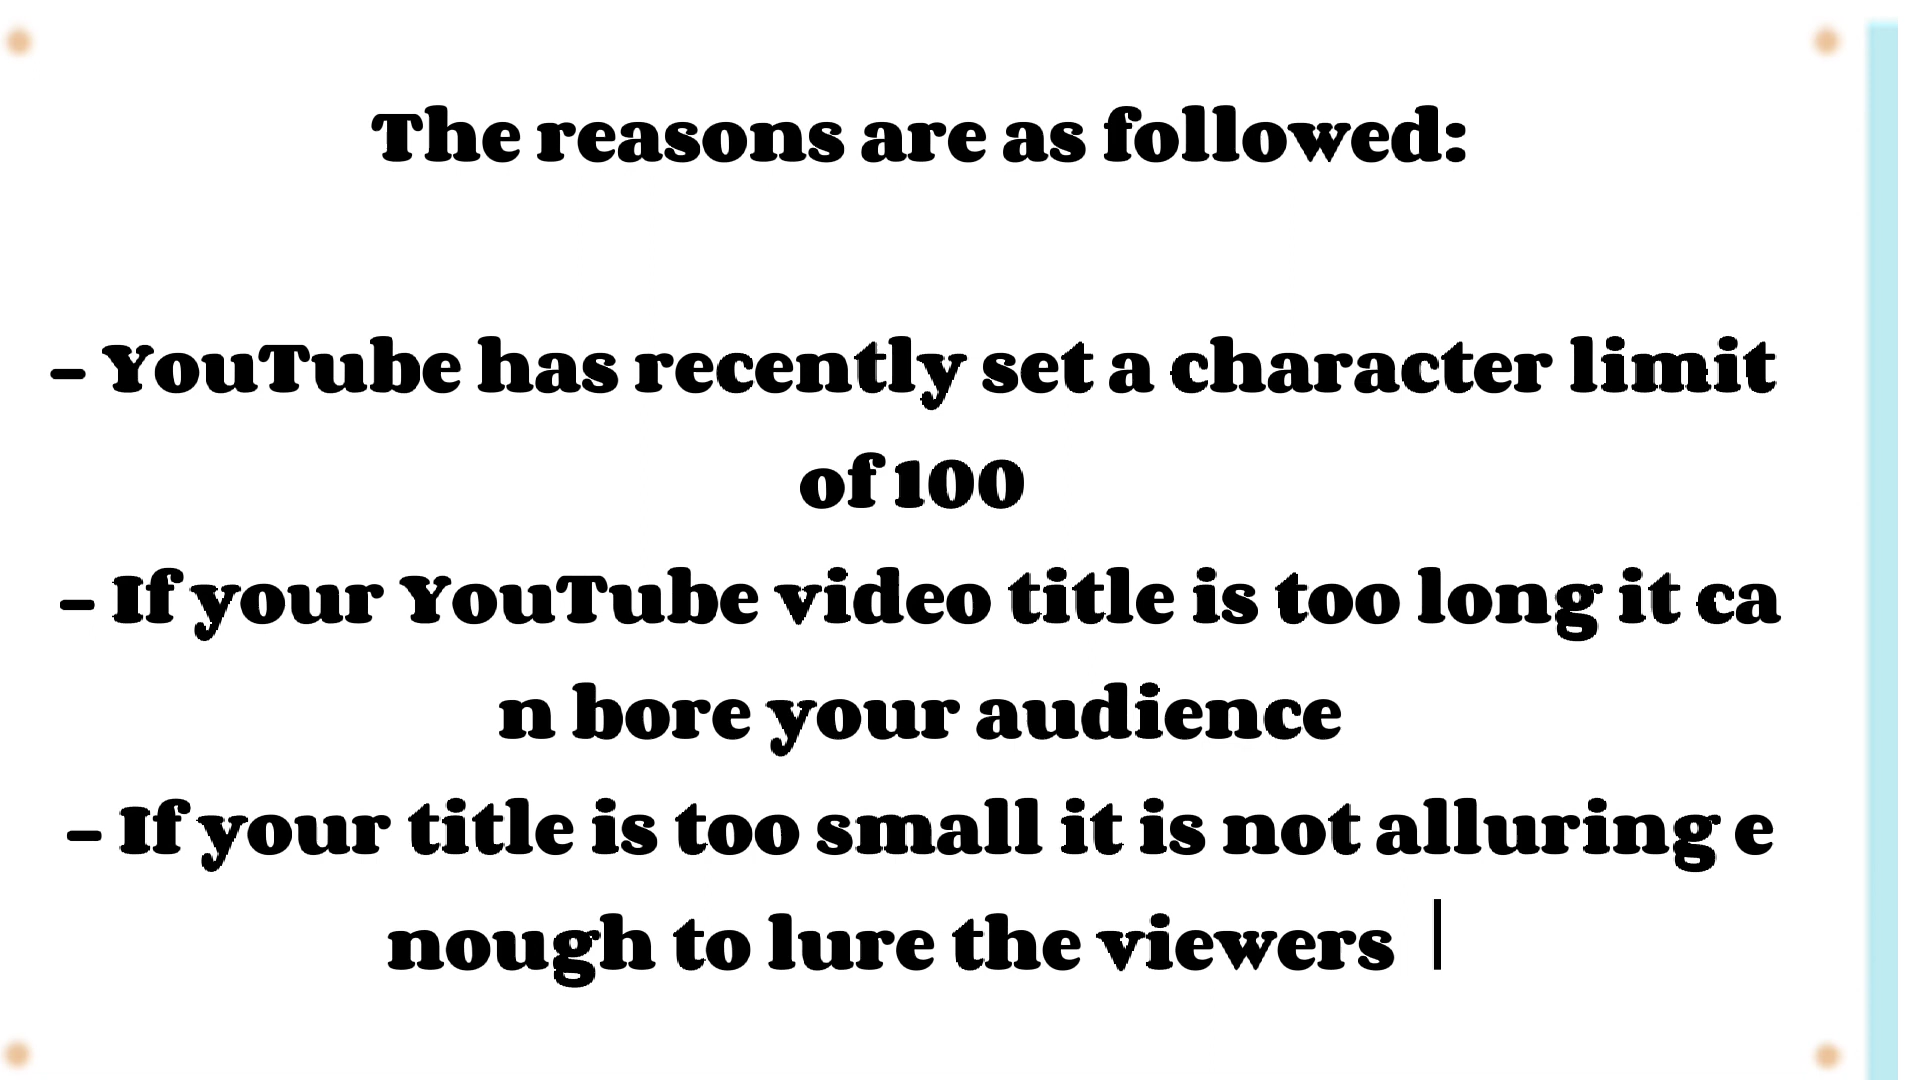 The reasons are as followed:
- YouTube has recently set a character limit
of 100
- If your YouTube video title is too long it ca
n bore your audience
- If your title is too small it is not alluring e
nough to lure the viewers